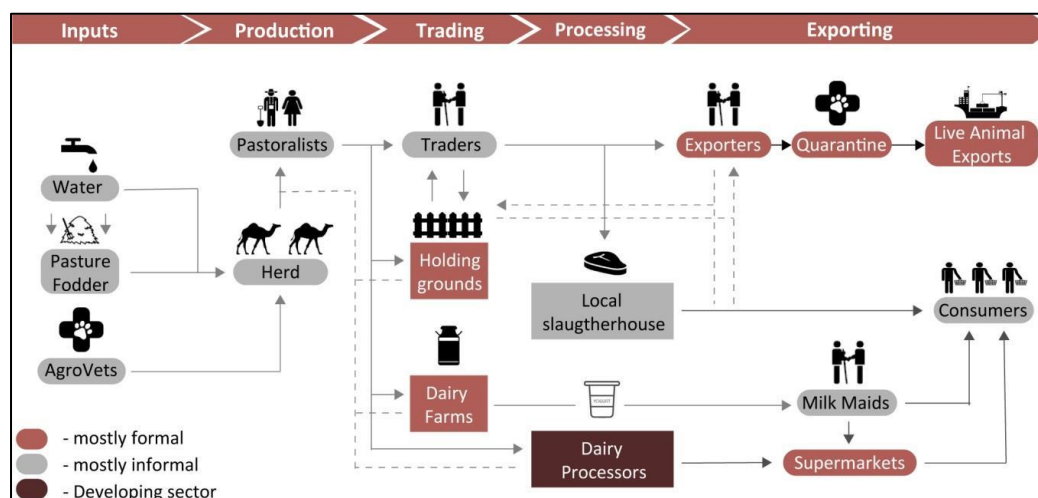 Inputs
Production
Trading
Processing
Exporting
Pastoralists
Traders
Exporters
Quarantine
Live Animal
Exports
Water
Pasture
Fodder
Herd
Holding
grounds
Local
slaugtherhouse
Consumers
AgroVets
Dairy
Farms
Milk Maids
Dairy
Processors
Supermarkets
- mostly formal
- mostly informal
- Developing sector